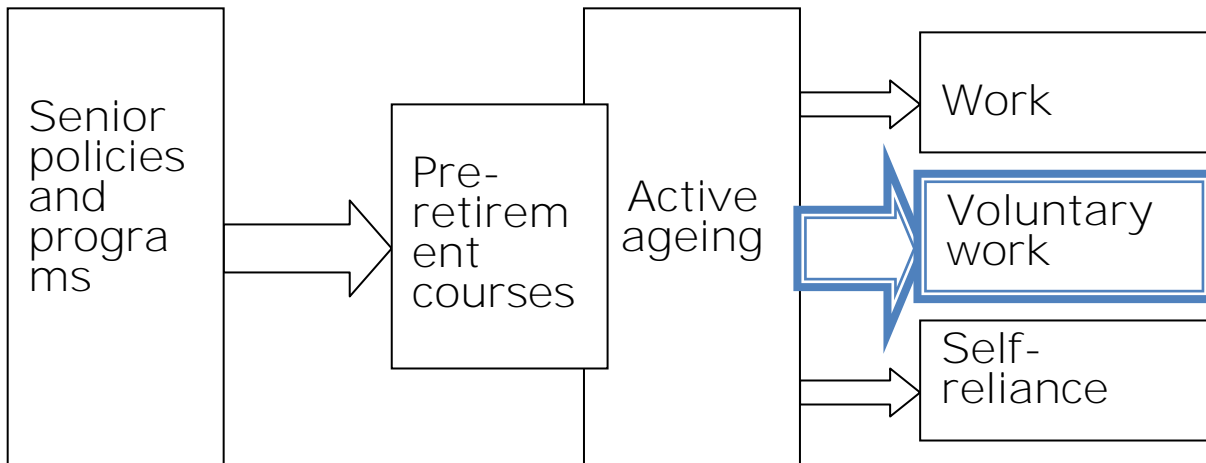 Senior
policies
and
progra
ms
Pre-
retirem
ent
courses
Active
ageing
Work
Voluntary
work
Self-
reliance